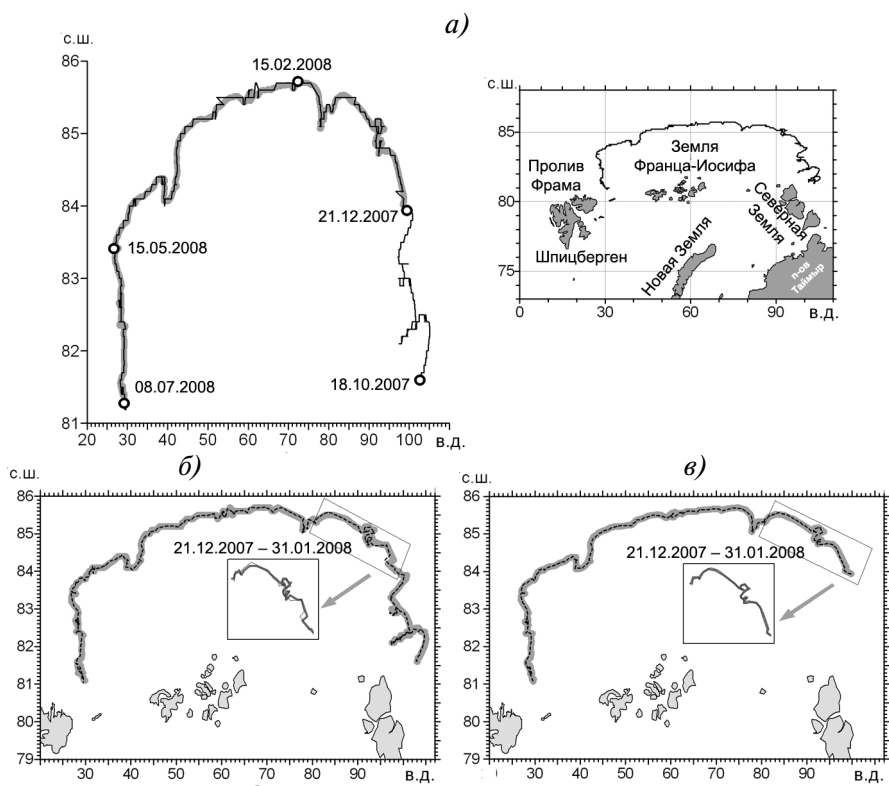 а)
с.ш.
86
85
84
83
82
81
15.02.2008
21.12.2007
15.05.2008
08.07.2008
18.10.2007
20 30 40 50 60 70 80 90 100 в.д.
с.ш.
85
80
75
Земля
Франца-Иосифа
Пролив
Фрама
Шпицберген
Новая Земля
Северная
Земля
п-ов
Таймыр
0 30 60 90 в.д.
б)
с.ш.
86
85
84
83
82
81
80
79
21.12.2007 – 31.01.2008
30 40 50 60 70 80 90 в.д.
в)
с.ш.
86
85
84
83
82
81
80
79
21.12.2007 – 31.01.2008
30 40 50 60 70 80 90 в.д.